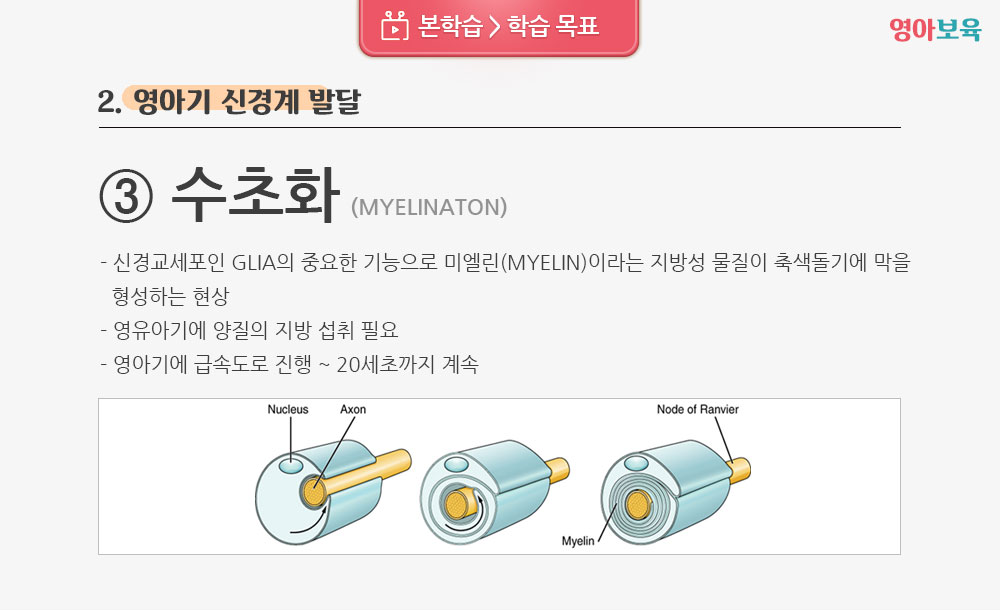 본학습 > 학습 목표
영아보육
2. 영아기 신경계 발달
③ 수초화 (MYELINATON)
- 신경교세포인 GLIA의 중요한 기능으로 미엘린(MYELIN)이라는 지방성 물질이 축색돌기에 막을
형성하는 현상
- 영유아기에 양질의 지방 섭취 필요
- 영아기에 급속도로 진행 ~ 20세초까지 계속
Nucleus Axon Node of Ranvier
Myelin